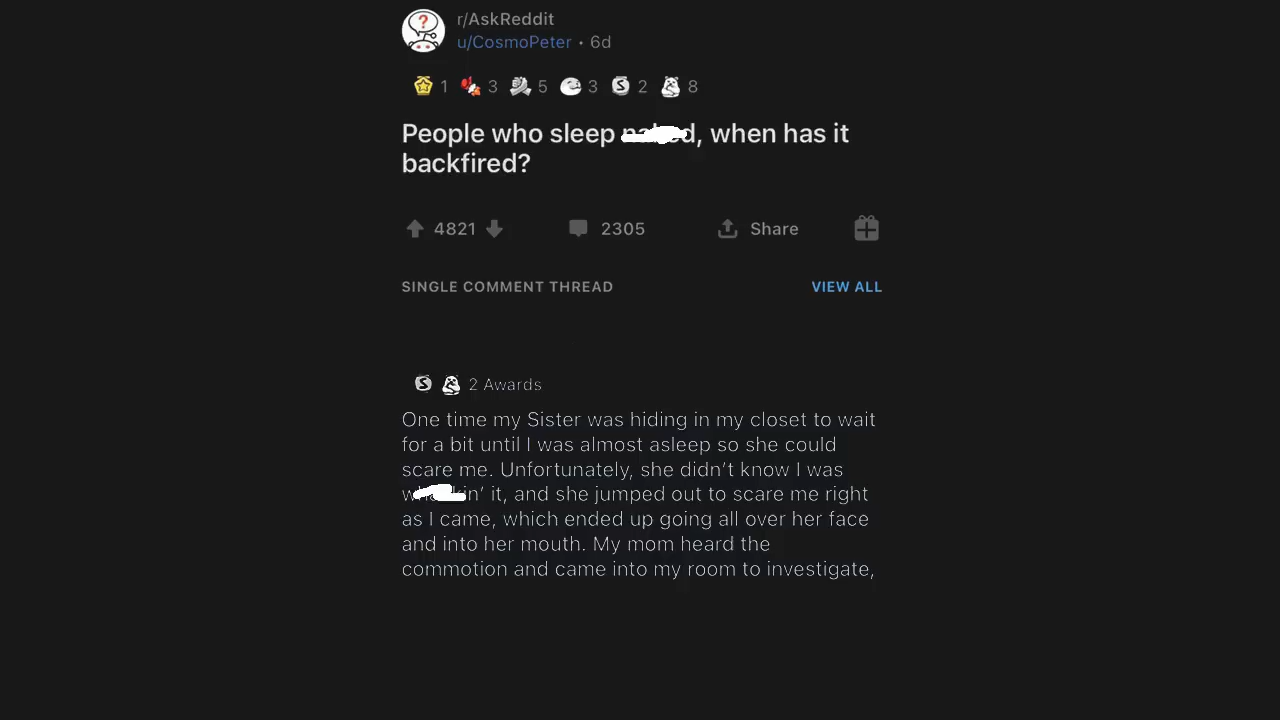 r/AskReddit
u/CosmoPeter • 6d
1 3 5 3 2 8
People who sleep , when has it
backfired?
4821 2305 Share
SINGLE COMMENT THREAD VIEW ALL
2 Awards
One time my Sister was hiding in my closet to wait
for a bit until I was almost asleep so she could
scare me. Unfortunately, she didn't know I was
it, and she jumped out to scare me right
as I came, which ended up going all over her face
and into her mouth. My mom heard the
commotion and came into my room to investigate,